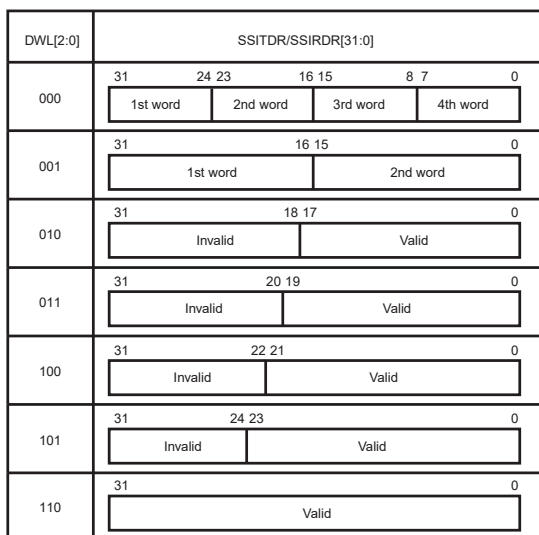 DWL[2:0] SSITDR/SSIRDR[31:0]
31 24 23 16 15 8 7 0
000 1st word 2nd word 3rd word 4th word
31 16 15 0
001 1st word 2nd word
31 18 17 0
010 Invalid Valid
31 20 19 0
011 Invalid Valid
31 22 21 0
100 Invalid Valid
31 24 23 0
101 Invalid Valid
31 0
110 Valid